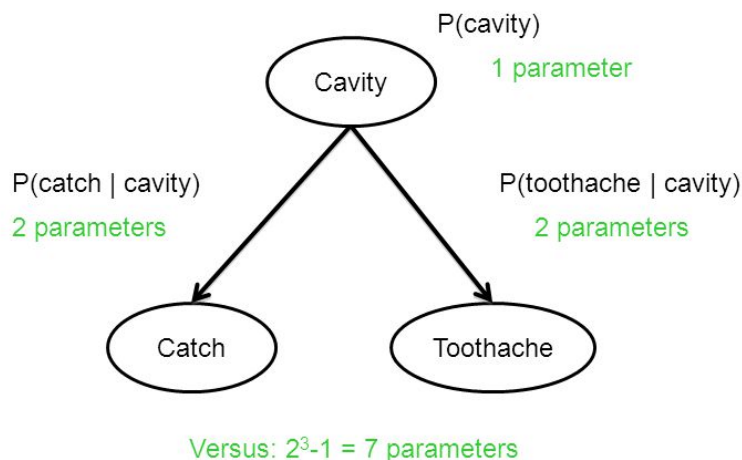 P(cavity)
1 parameter
Cavity
P(catch | cavity)
2 parameters
P(toothache | cavity)
2 parameters
Catch
Toothache
Versus: 2³-1 = 7 parameters